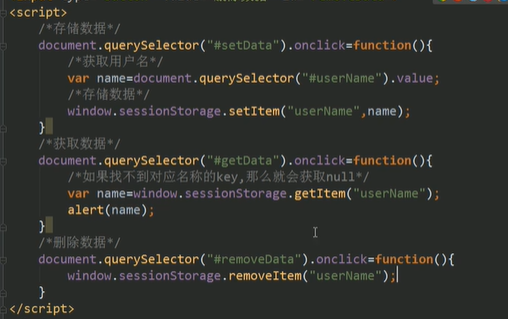 <script>
/*存储数据*/
document.querySelector("#setData").onclick=function(){
/*获取用户名*/
var name=document.querySelector("#userName").value;
/*存储数据*/
window.sessionStorage.setItem("userName",name);
}
/*获取数据*/
document.querySelector("#getData").onclick=function(){
/*如果找不到对应名称的key,那么就会获取null*/
var name=window.sessionStorage.getItem("userName");
alert(name);
}
/*删除数据*/
document.querySelector("#removeData").onclick=function(){
window.sessionStorage.removeItem("userName");
}
</script>